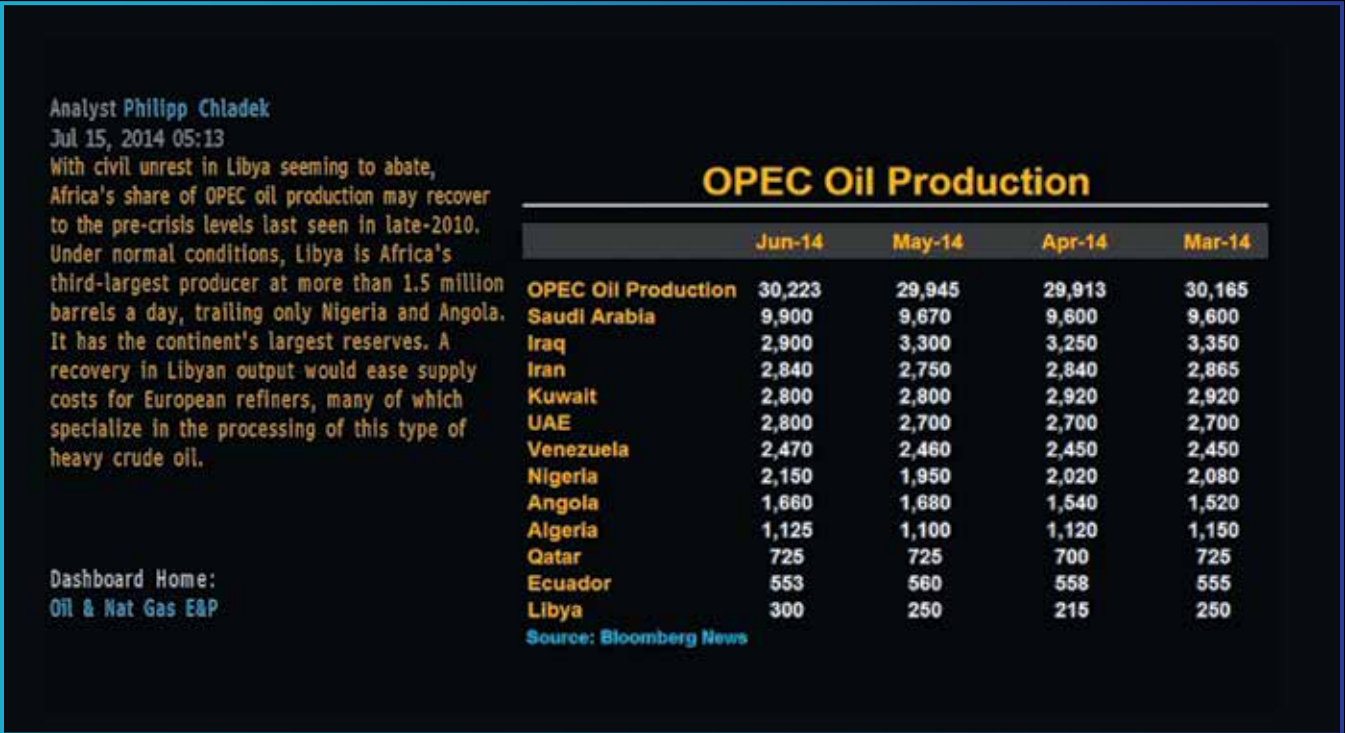 Analyst Philipp Chladek
Jul 15, 2014 05:13
With civil unrest in Libya seeming to abate,
Africa's share of OPEC oil production may recover
to the pre-crisis levels last seen in late-2010.
Under normal conditions, Libya is Africa's
third-largest producer at more than 1.5 million
barrels a day, trailing only Nigeria and Angola.
It has the continent's largest reserves. A
recovery in Libyan output would ease supply
costs for European refiners, many of which
specialize in the processing of this type of
heavy crude oil.
Dashboard Home:
Oil & Nat Gas E&P
OPEC Oil Production
Jun-14 May-14 Apr-14 Mar-14
OPEC Oil Production 30,223 29,945 29,913 30,165
Saudi Arabia 9,900 9,670 9,600 9,600
Iraq 2,900 3,300 3,250 3,350
Iran 2,840 2,750 2,840 2,865
Kuwait 2,800 2,800 2,920 2,920
UAE 2,800 2,700 2,700 2,700
Venezuela 2,470 2,460 2,450 2,450
Nigeria 2,150 1,950 2,020 2,080
Angola 1,660 1,680 1,540 1,520
Algeria 1,125 1,100 1,120 1,150
Qatar 725 725 700 725
Ecuador 553 560 558 555
Libya 300 250 215 250
Source: Bloomberg News